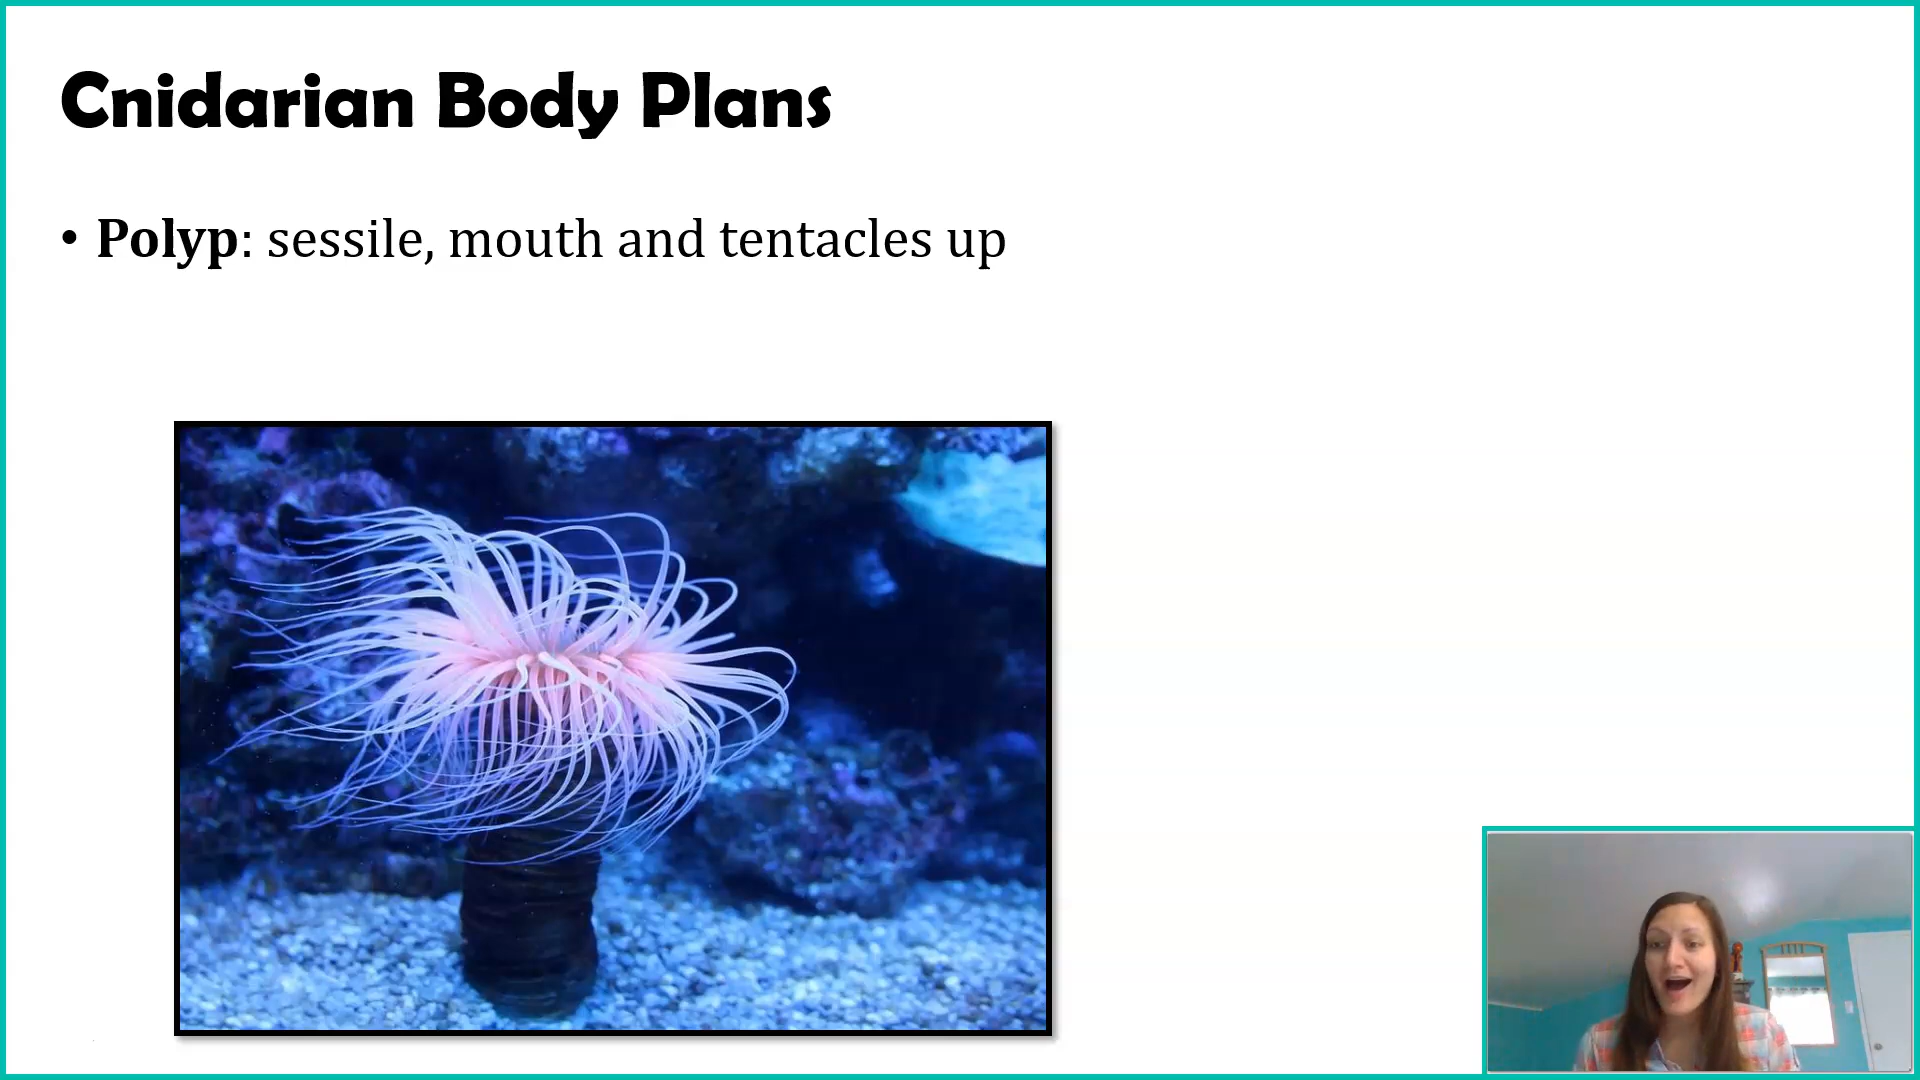 Cnidarian Body Plans
• Polyp: sessile, mouth and tentacles up